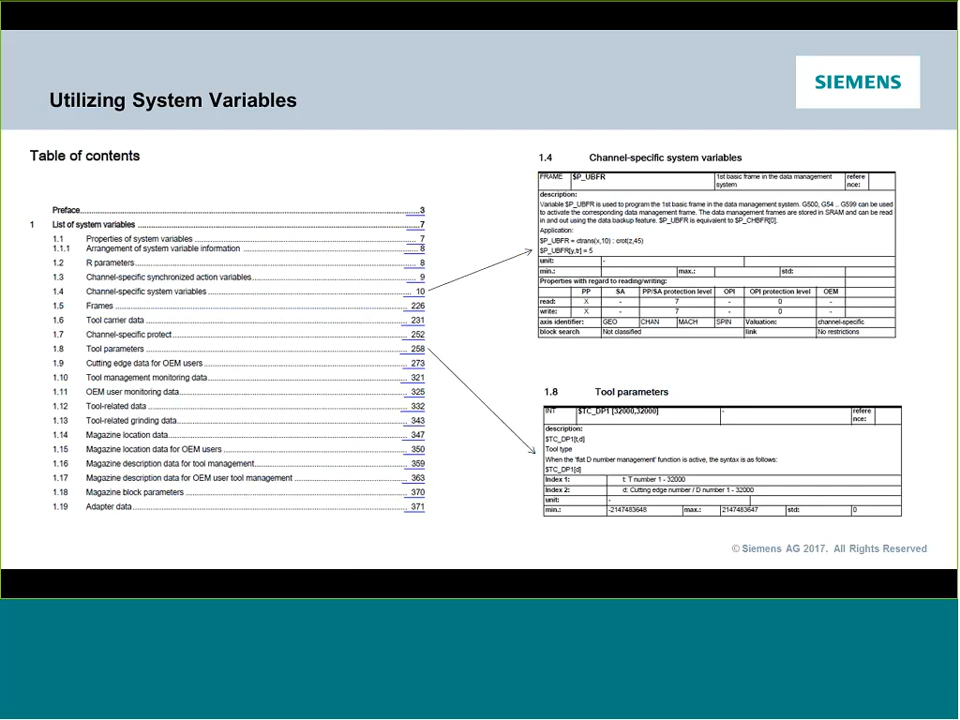 SIEMENS
Utilizing System Variables
Table of contents
Preface 3
1 List of system variables 7
1.1 Properties of system variables 7
1.1.1 Arrangement of system variable information 8
1.2 R parameters 8
1.3 Channel-specific synchronized action variables 9
1.4 Channel-specific system variables 10
1.5 Frames 226
1.6 Tool carrier data 231
1.7 Channel-specific protect 252
1.8 Tool parameters 258
1.9 Cutting edge data for OEM users 273
1.10 Tool management monitoring data 321
1.11 OEM user monitoring data 325
1.12 Tool-related data 332
1.13 Tool-related grinding data 343
1.14 Magazine location data 347
1.15 Magazine location data for OEM users 350
1.16 Magazine description data for tool management 359
1.17 Magazine description data for OEM user tool management 363
1.18 Magazine block parameters 370
1.19 Adapter data 371
1.4 Channel-specific system variables
FRAME $P_UBFR 1st basic frame in the data management refere
system nce:
description:
Variable $P_UBFR is used to program the 1st basic frame in the data management system. G500, G54 .. G599 can be used
to activate the corresponding data management frame. The data management frames are stored in SRAM and can be read
in and out using the data backup feature. $P_UBFR is equivalent to $P_CHBFR[0].
Application:
$P_UBFR = ctrans(x,10) : crot(z,45)
$P_UBFR[y,tr] = 5
unit: -
min.: max.: std:
Properties with regard to reading/writing:
PP SA PP/SA protection level OPI OPI protection level OEM
read: X - 7 - 0 -
write: X - 7 - 0 -
axis identifier: GEO CHAN MACH SPIN Valuation: channel-specific
block search Not classified link No restrictions
1.8 Tool parameters
INT $TC_DP1 [32000,32000] - refere
nce:
description:
$TC_DP1[t,d]
Tool type
When the 'flat D number management' function is active, the syntax is as follows:
$TC_DP1[d]
Index 1: t: T number 1 - 32000
Index 2: d: Cutting edge number / D number 1 - 32000
unit: -
min.: -2147483648 max.: 2147483647 std: 0
© Siemens AG 2017. All Rights Reserved